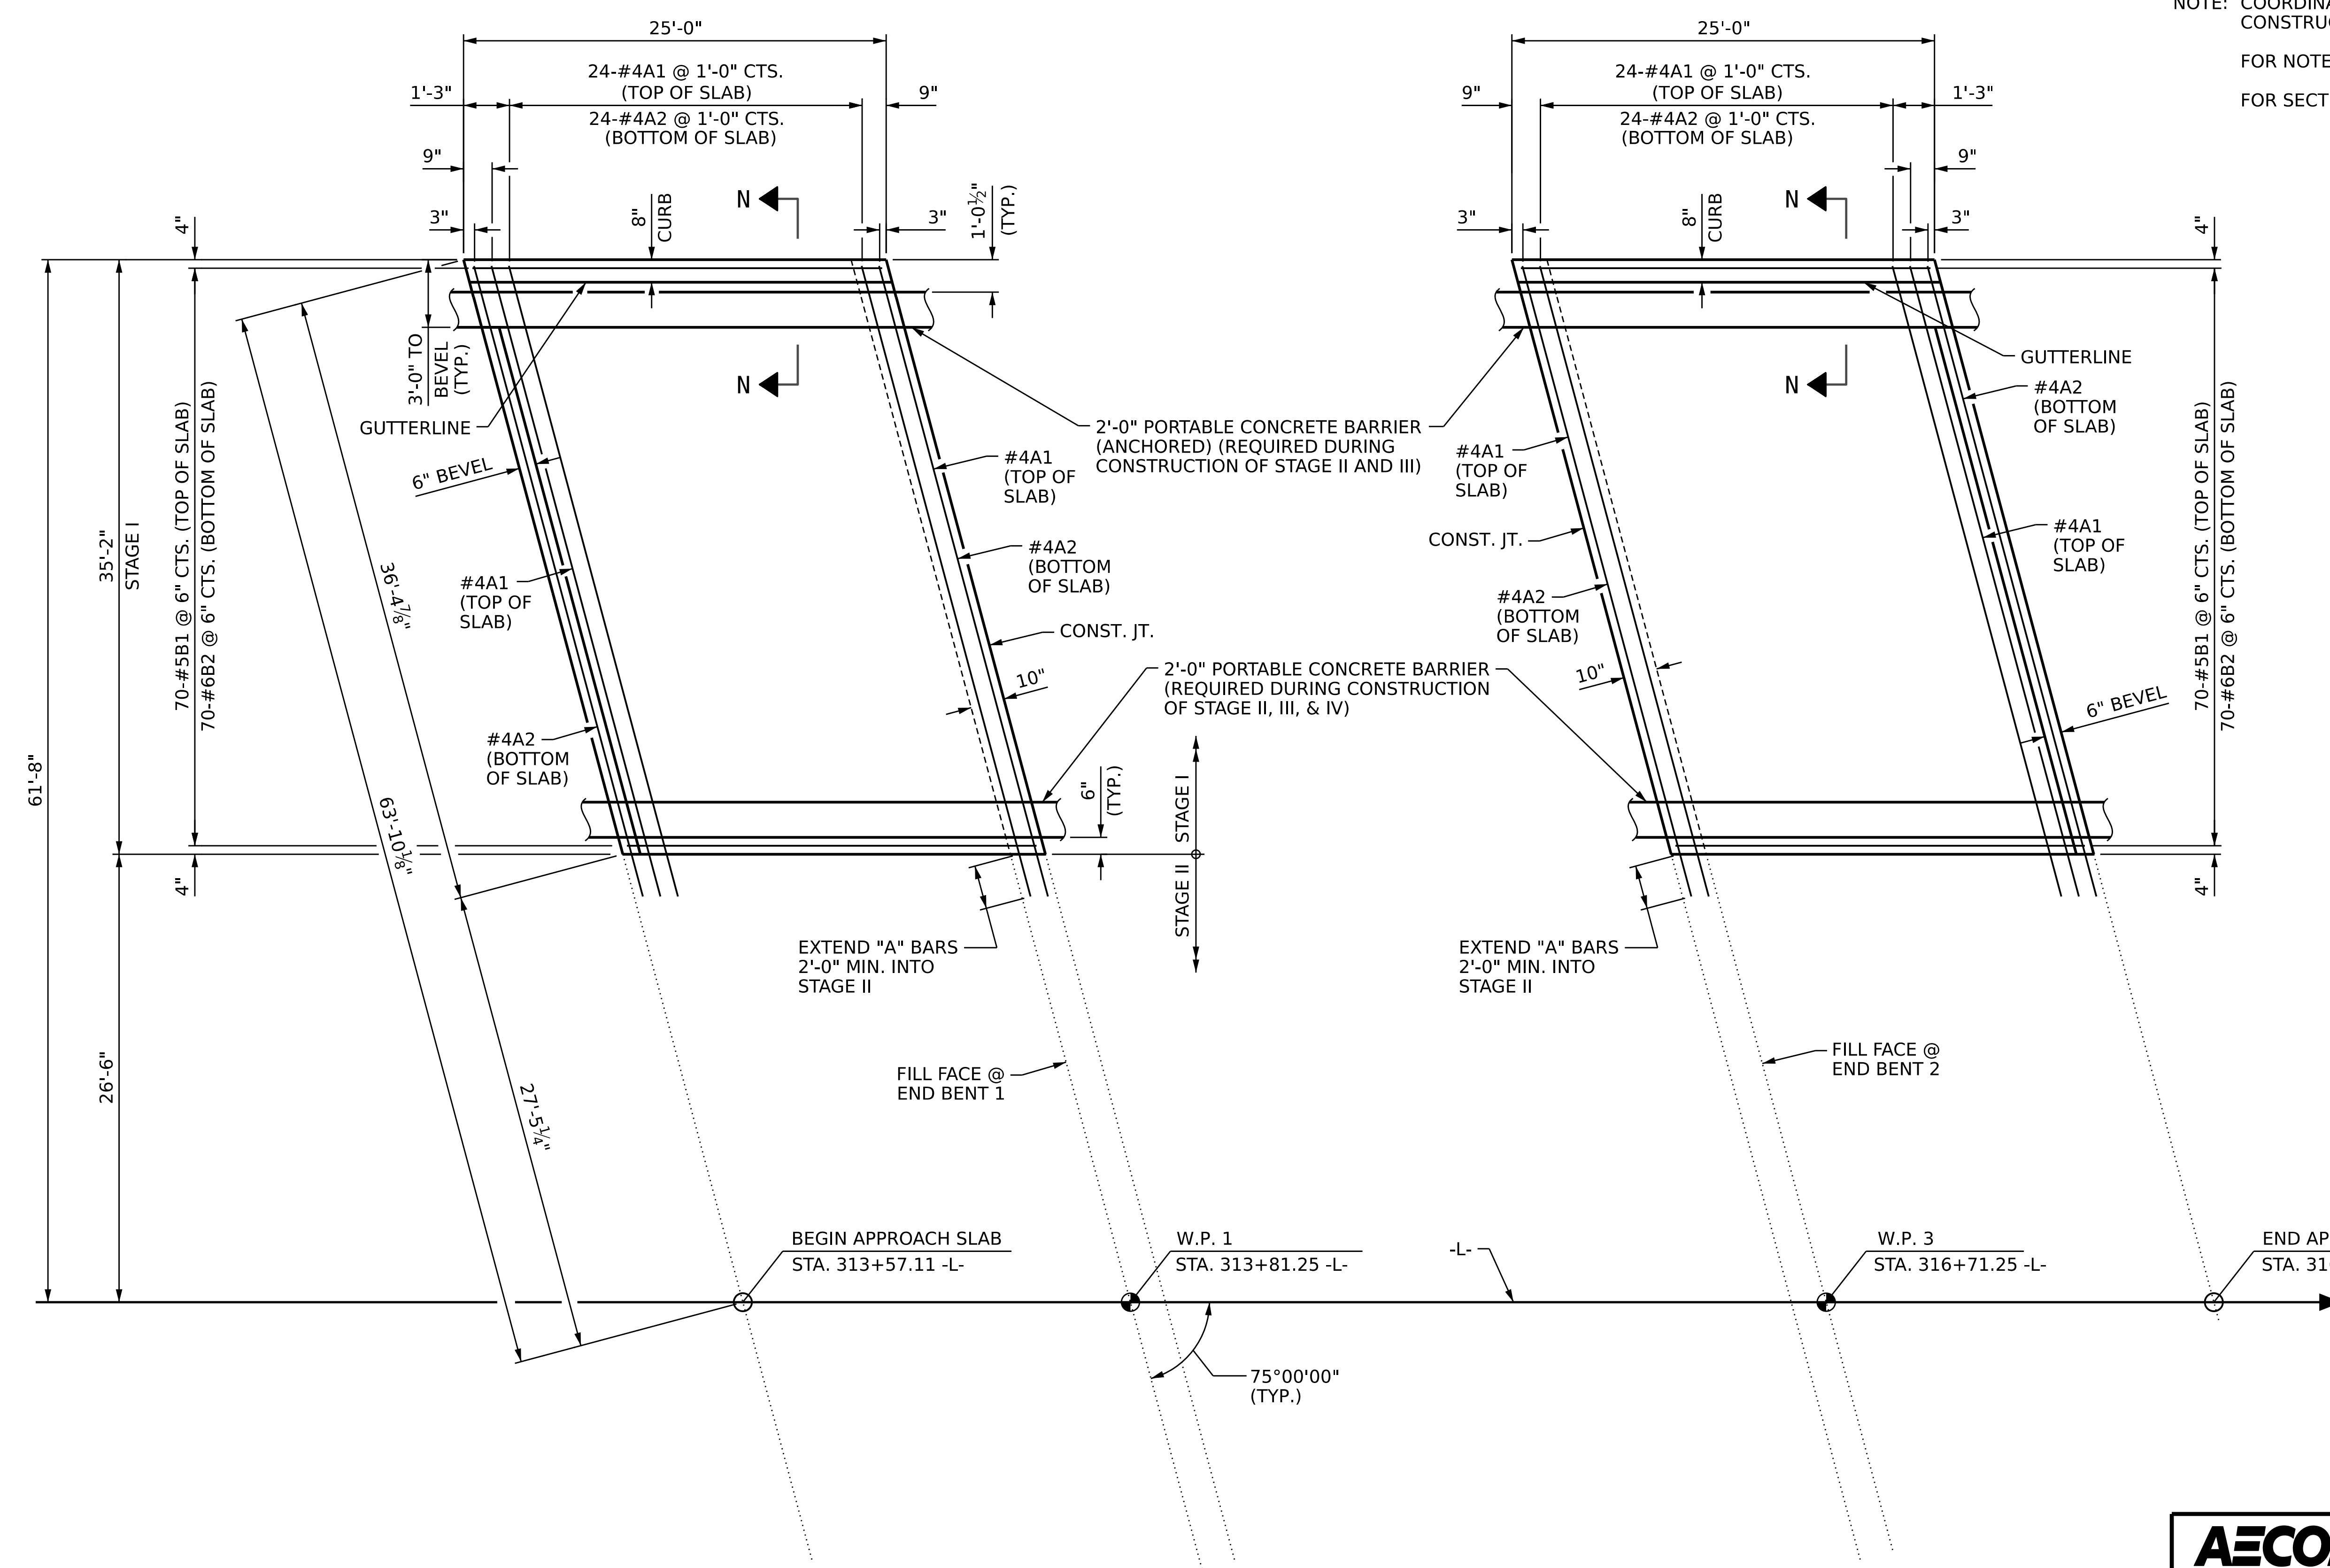 NOTE: COORDINA
CONSTRUC
FOR NOTE
FOR SECT
25'-0"
24-#4A1 @ 1'-0" CTS.
(TOP OF SLAB)
24-#4A2 @ 1'-0" CTS.
(BOTTOM OF SLAB)
1'-3"
9"
9"
3"
8"
CURB
N
3"
1'-0½"
(TYP.)
4"
N
25'-0"
24-#4A1 @ 1'-0" CTS.
(TOP OF SLAB)
24-#4A2 @ 1'-0" CTS.
(BOTTOM OF SLAB)
9"
1'-3"
9"
3"
8"
CURB
N
3"
4"
N
3'-0" TO
BEVEL
(TYP.)
GUTTERLINE
6" BEVEL
61'-8"
35'-2"
STAGE I
70-#5B1 @ 6" CTS. (TOP OF SLAB)
70-#6B2 @ 6" CTS. (BOTTOM OF SLAB)
36'-4⅞"
63'-10⅛"
#4A1
(TOP OF
SLAB)
#4A2
(BOTTOM
OF SLAB)
4"
26'-6"
27'-5¼"
2'-0" PORTABLE CONCRETE BARRIER
(ANCHORED) (REQUIRED DURING
CONSTRUCTION OF STAGE II AND III)
#4A1
(TOP OF
SLAB)
#4A2
(BOTTOM
OF SLAB)
CONST. JT.
10"
2'-0" PORTABLE CONCRETE BARRIER
(REQUIRED DURING CONSTRUCTION
OF STAGE II, III, & IV)
6"
(TYP.)
STAGE I
STAGE II
#4A1
(TOP OF
SLAB)
CONST. JT.
#4A2
(BOTTOM
OF SLAB)
10"
GUTTERLINE
#4A2
(BOTTOM
OF SLAB)
#4A1
(TOP OF
SLAB)
6" BEVEL
70-#5B1 @ 6" CTS. (TOP OF SLAB)
70-#6B2 @ 6" CTS. (BOTTOM OF SLAB)
4"
EXTEND "A" BARS
2'-0" MIN. INTO
STAGE II
EXTEND "A" BARS
2'-0" MIN. INTO
STAGE II
FILL FACE @
END BENT 1
FILL FACE @
END BENT 2
BEGIN APPROACH SLAB
STA. 313+57.11 -L-
W.P. 1
STA. 313+81.25 -L-
-L-
W.P. 3
STA. 316+71.25 -L-
END AP
STA. 31
75°00'00"
(TYP.)
AECO